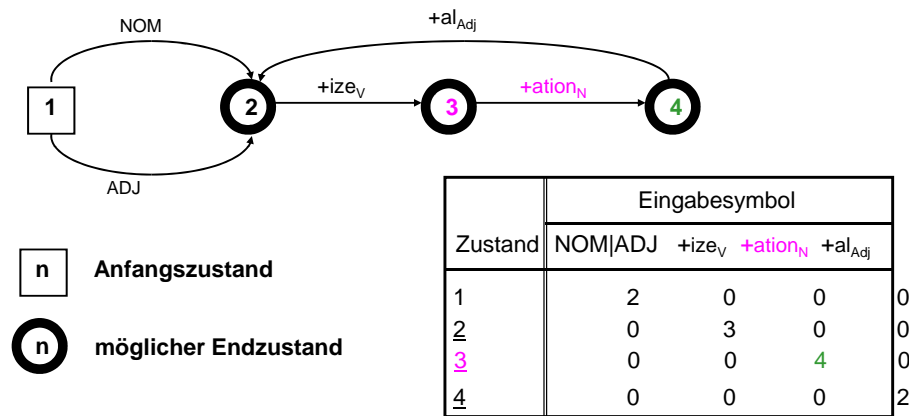 NOM
+al_Adj
1
2
+ize_V
3
+ation_N
4
ADJ
Eingabesymbol
Zustand NOM|ADJ +ize_V +ation_N +al_Adj
1 2 0 0 0
2 0 3 0 0
3 0 0 4 0
4 0 0 0 2
n Anfangszustand
n möglicher Endzustand